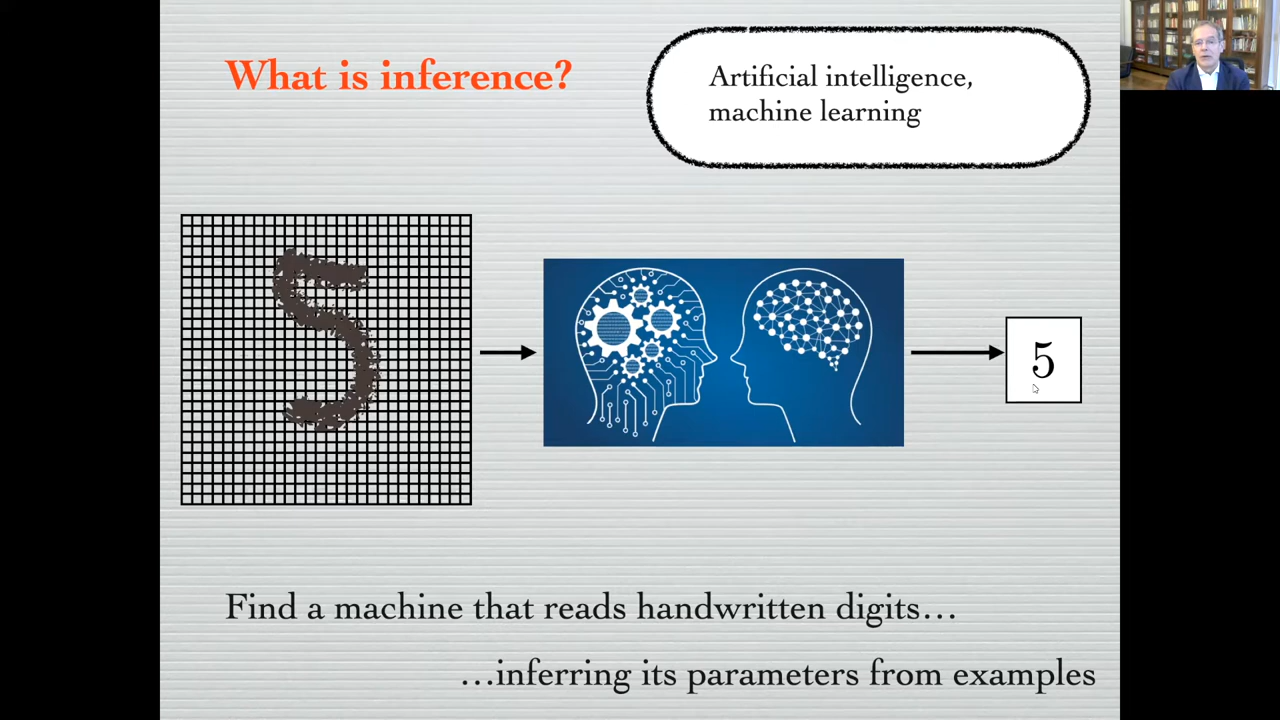 What is inference?
Artificial intelligence,
machine learning
5
5
Find a machine that reads handwritten digits…
…inferring its parameters from examples